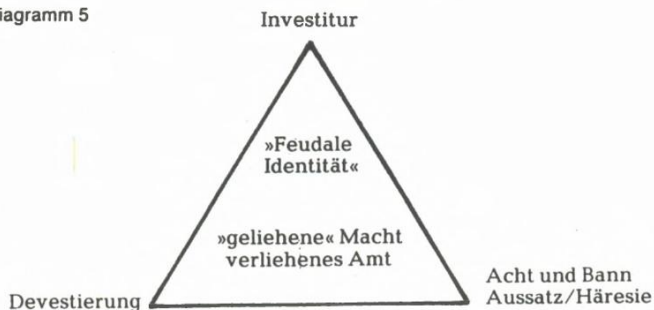 iagramm 5
Investitur
»Feudale
Identität«
»geliehene« Macht
verliehenes Amt
Devestierung
Acht und Bann
Aussatz/Häresie